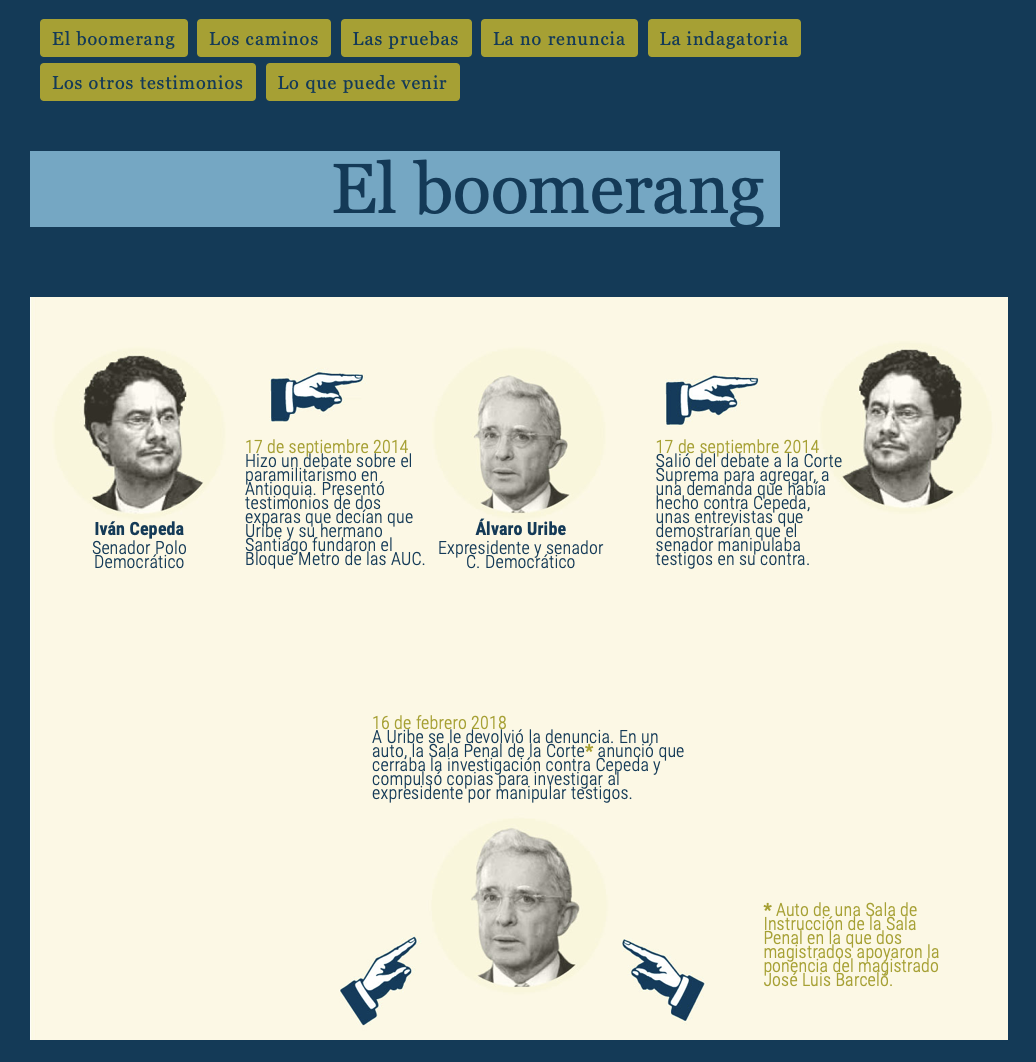 El boomerang
Los caminos
Las pruebas
La no renuncia
La indagatoria
Los otros testimonios
Lo que puede venir
El boomerang
Iván Cepeda
Senador Polo
Democrático
17 de septiembre 2014
Hizo un debate sobre el
paramilitarismo en
Antioquia. Presentó
testimonios de dos
exparas que decían que
Uribe y su hermano
Santiago fundaron el
Bloque Metro de las AUC.
Álvaro Uribe
Expresidente y senador
C. Democrático
17 de septiembre 2014
Salió del debate a la Corte
Suprema para agregar, a
una demanda que había
hecho contra Cepeda,
unas entrevistas que
demostrarían que el
senador manipulaba
testigos en su contra.
16 de febrero 2018
A Uribe se le devolvió la denuncia. En un
auto, la Sala Penal de la Corte* anunció que
cerraba la investigación contra Cepeda y
compulsó copias para investigar al
expresidente por manipular testigos.
* Auto de una Sala de
Instrucción de la Sala
Penal en la que dos
magistrados apoyaron la
ponencia del magistrado
José Luis Barceló.